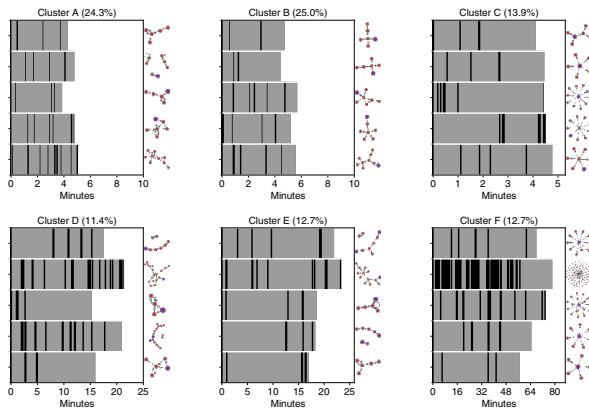 Cluster A (24.3%)
Cluster B (25.0%)
Cluster C (13.9%)
0 2 4 6 8 10
0 2 4 6 8 10
0 1 2 3 4 5
Minutes
Minutes
Minutes
Cluster D (11.4%)
Cluster E (12.7%)
Cluster F (12.7%)
0 5 10 15 20 25
0 5 10 15 20 25
0 16 32 48 64 80
Minutes
Minutes
Minutes